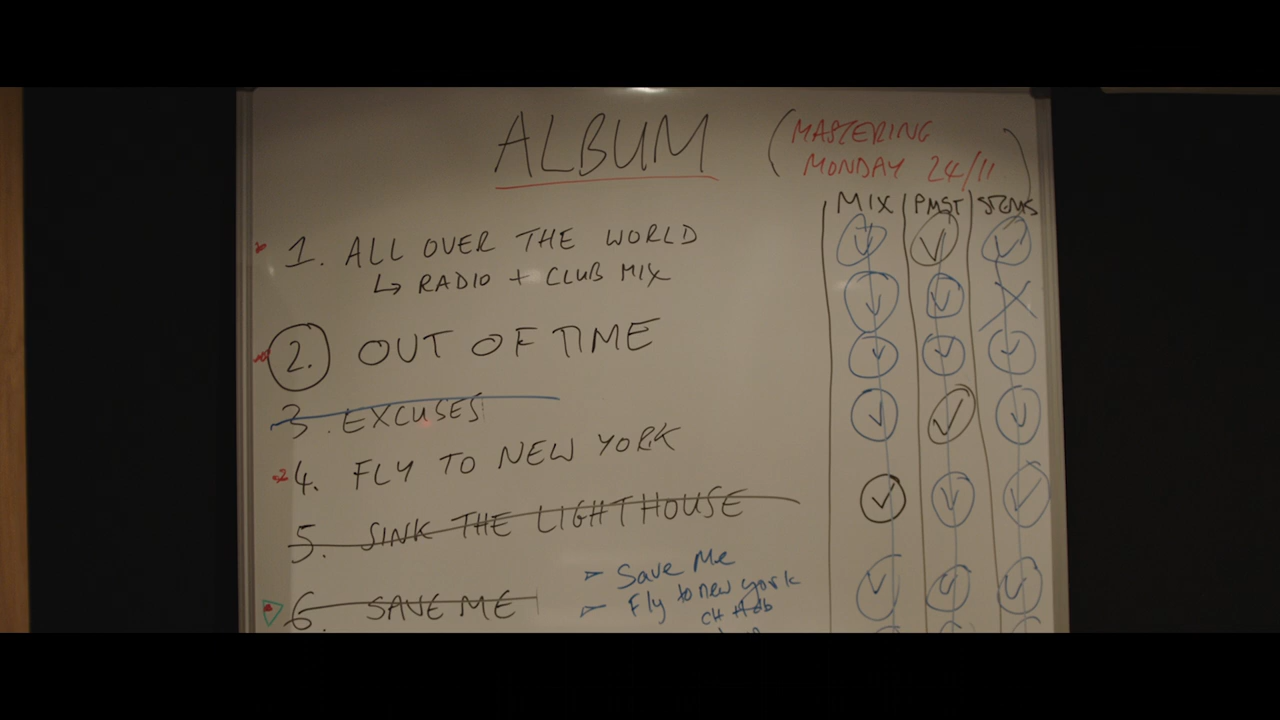 ALBUM
(MASTERING
MONDAY 24/11)
MIX PMST STEMS
1. ALL OVER THE WORLD
↳ RADIO + CLUB MIX
2. OUT OF TIME
3. EXCUSES
4. FLY TO NEW YORK
5. SINK THE LIGHTHOUSE
6. SAVE ME
➢ Save Me
➢ Fly to new york